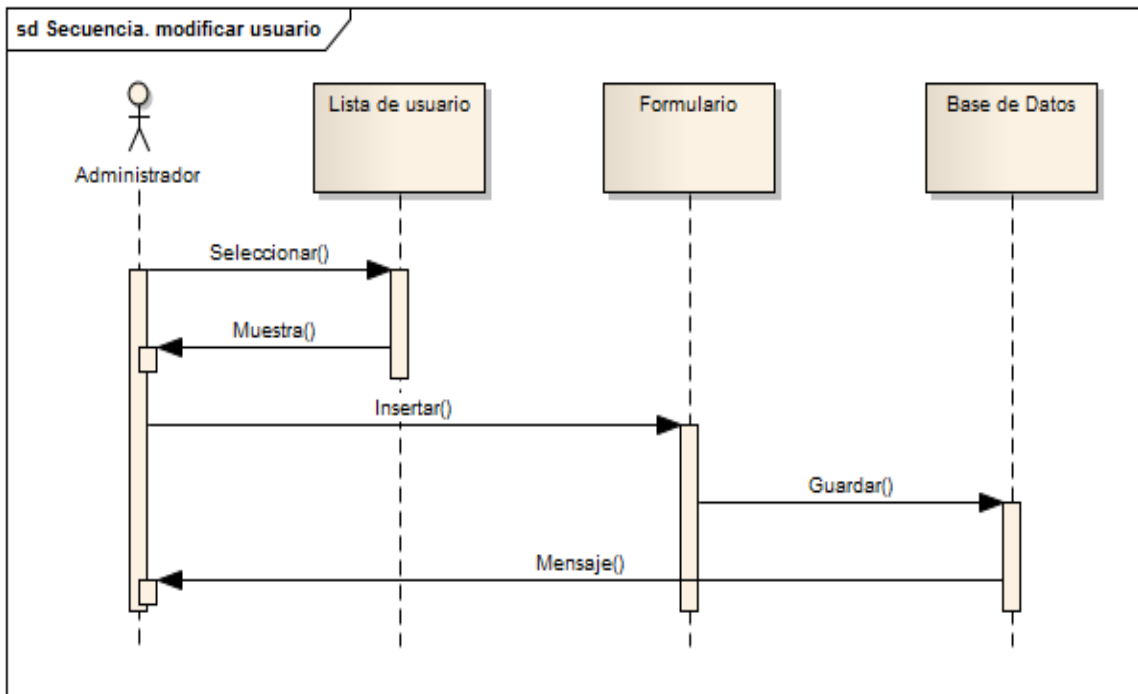 sd Secuencia. modificar usuario
Administrador
Lista de usuario
Formulario
Base de Datos
Seleccionar()
Muestra()
Insertar()
Guardar()
Mensaje()